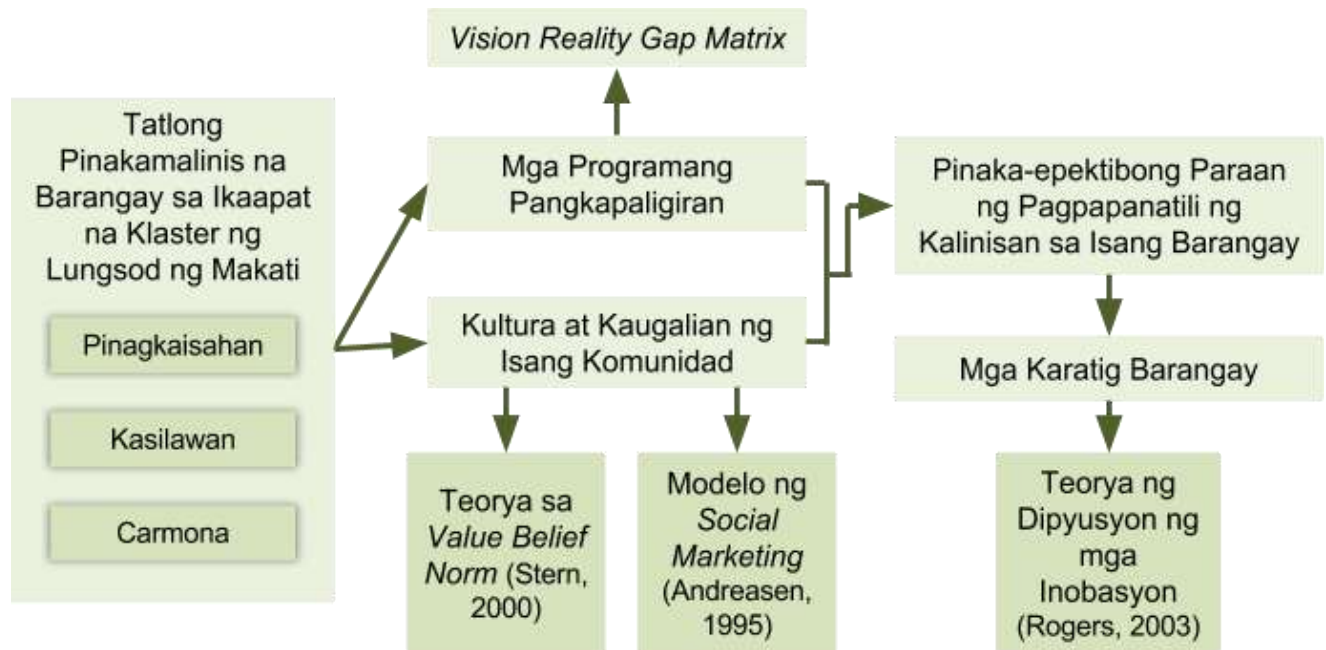 Vision Reality Gap Matrix
Tatlong
Pinakamalinis na
Barangay sa Ikaapat
na Klaster ng
Lungsod ng Makati
Pinagkaisahan
Kasilawan
Carmona
Mga Programang
Pangkapaligiran
Kultura at Kaugalian ng
Isang Komunidad
Teorya sa
Value Belief
Norm (Stern,
2000)
Modelo ng
Social
Marketing
(Andreasen,
1995)
Pinaka-epektibong Paraan
ng Pagpapanatili ng
Kalinisan sa Isang Barangay
Mga Karatig Barangay
Teorya ng
Dipyusyon ng
mga
Inobasyon
(Rogers, 2003)